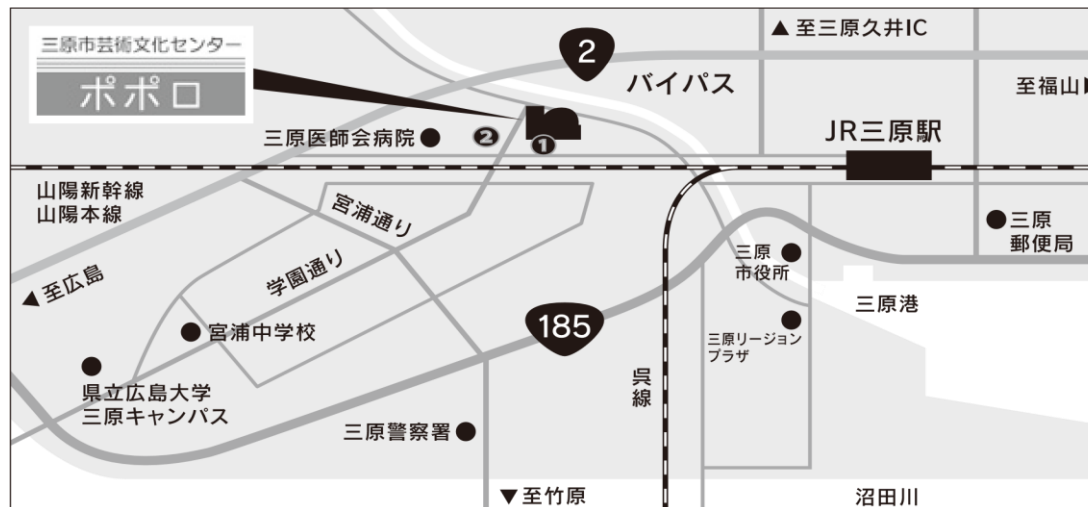 三原市芸術文化センター
ポポロ
2
バイパス
▲至三原久井IC
至福山▶
三原医師会病院
2
1
JR三原駅
山陽新幹線
山陽本線
宮浦通り
学園通り
◀至広島
宮浦中学校
県立広島大学
三原キャンパス
185
三原
市役所
三原
郵便局
三原港
三原リージョン
プラザ
呉線
三原警察署
▼至竹原
沼田川